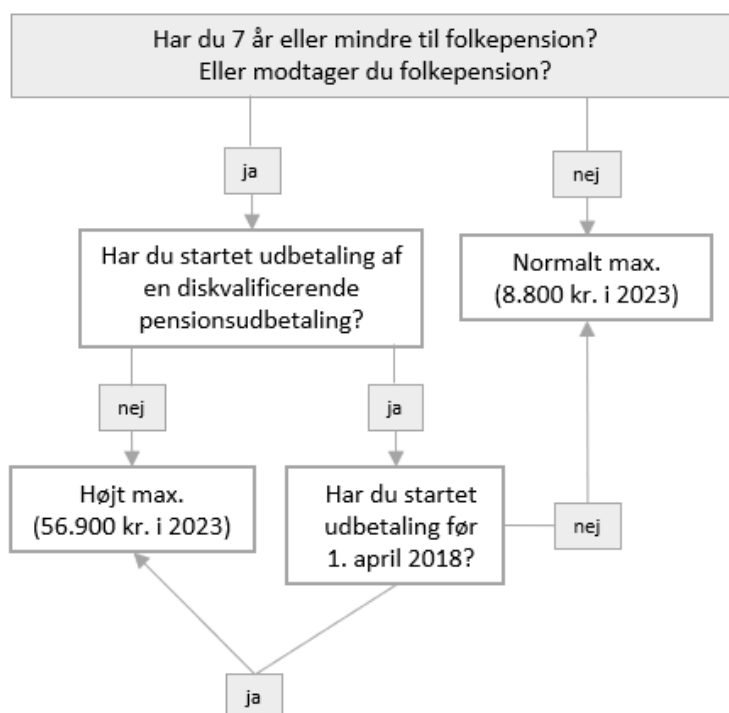 Har du 7 år eller mindre til folkepension?
Eller modtager du folkepension?
ja
nej
Har du startet udbetaling af
en diskvalificerende
pensionsudbetaling?
Normalt max.
(8.800 kr. i 2023)
nej
ja
Højt max.
(56.900 kr. i 2023)
Har du startet
udbetaling før
1. april 2018?
nej
ja